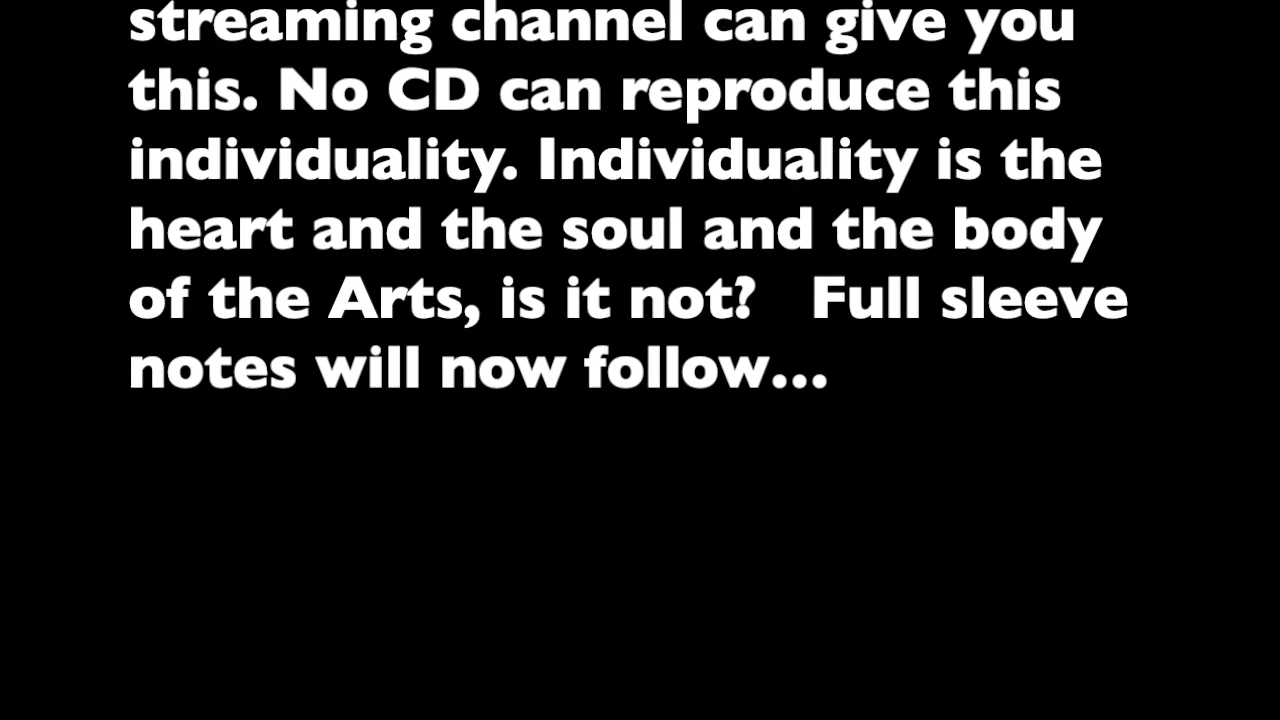 streaming channel can give you
this. No CD can reproduce this
individuality. Individuality is the
heart and the soul and the body
of the Arts, is it not?   Full sleeve
notes will now follow...